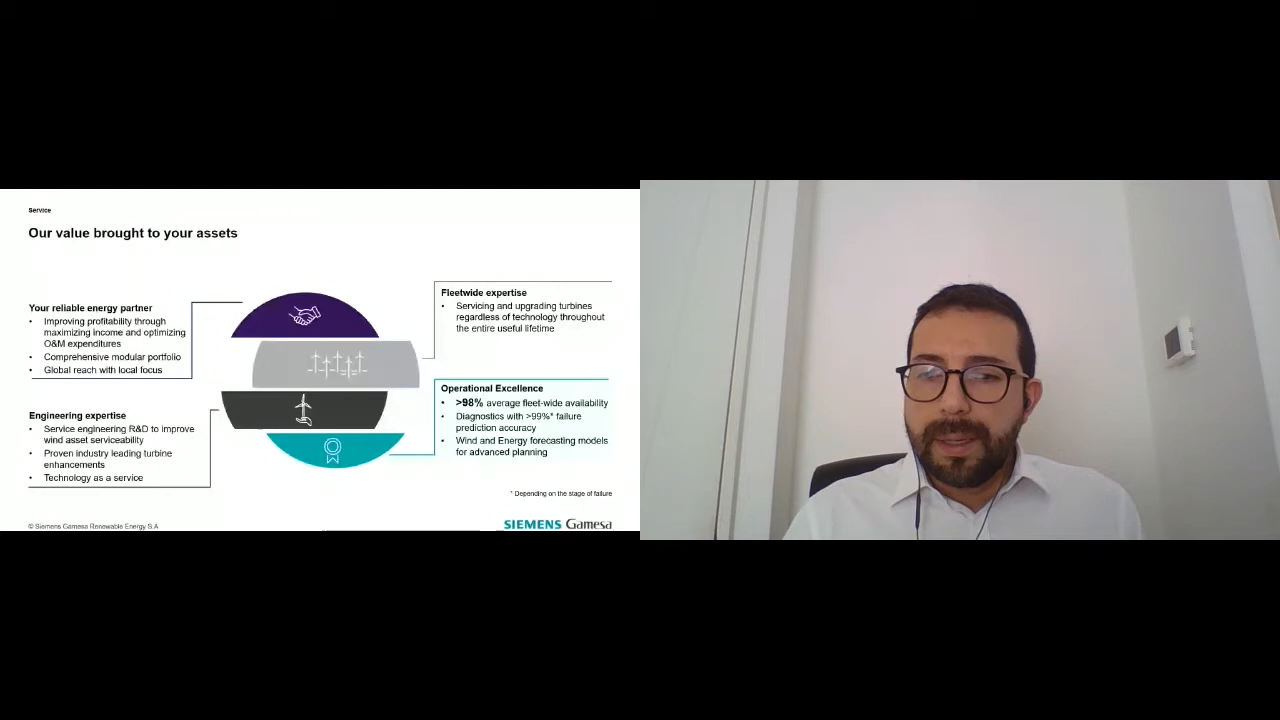 Service
Our value brought to your assets
Your reliable energy partner
• Improving profitability through
maximizing income and optimizing
O&M expenditures
• Comprehensive modular portfolio
• Global reach with local focus
Engineering expertise
• Service engineering R&D to improve
wind asset serviceability
• Proven industry leading turbine
enhancements
• Technology as a service
Fleetwide expertise
• Servicing and upgrading turbines
regardless of technology throughout
the entire useful lifetime
Operational Excellence
• >98% average fleet-wide availability
• Diagnostics with >99%* failure
prediction accuracy
• Wind and Energy forecasting models
for advanced planning
* Depending on the stage of failure
© Siemens Gamesa Renewable Energy S.A
SIEMENS Gamesa